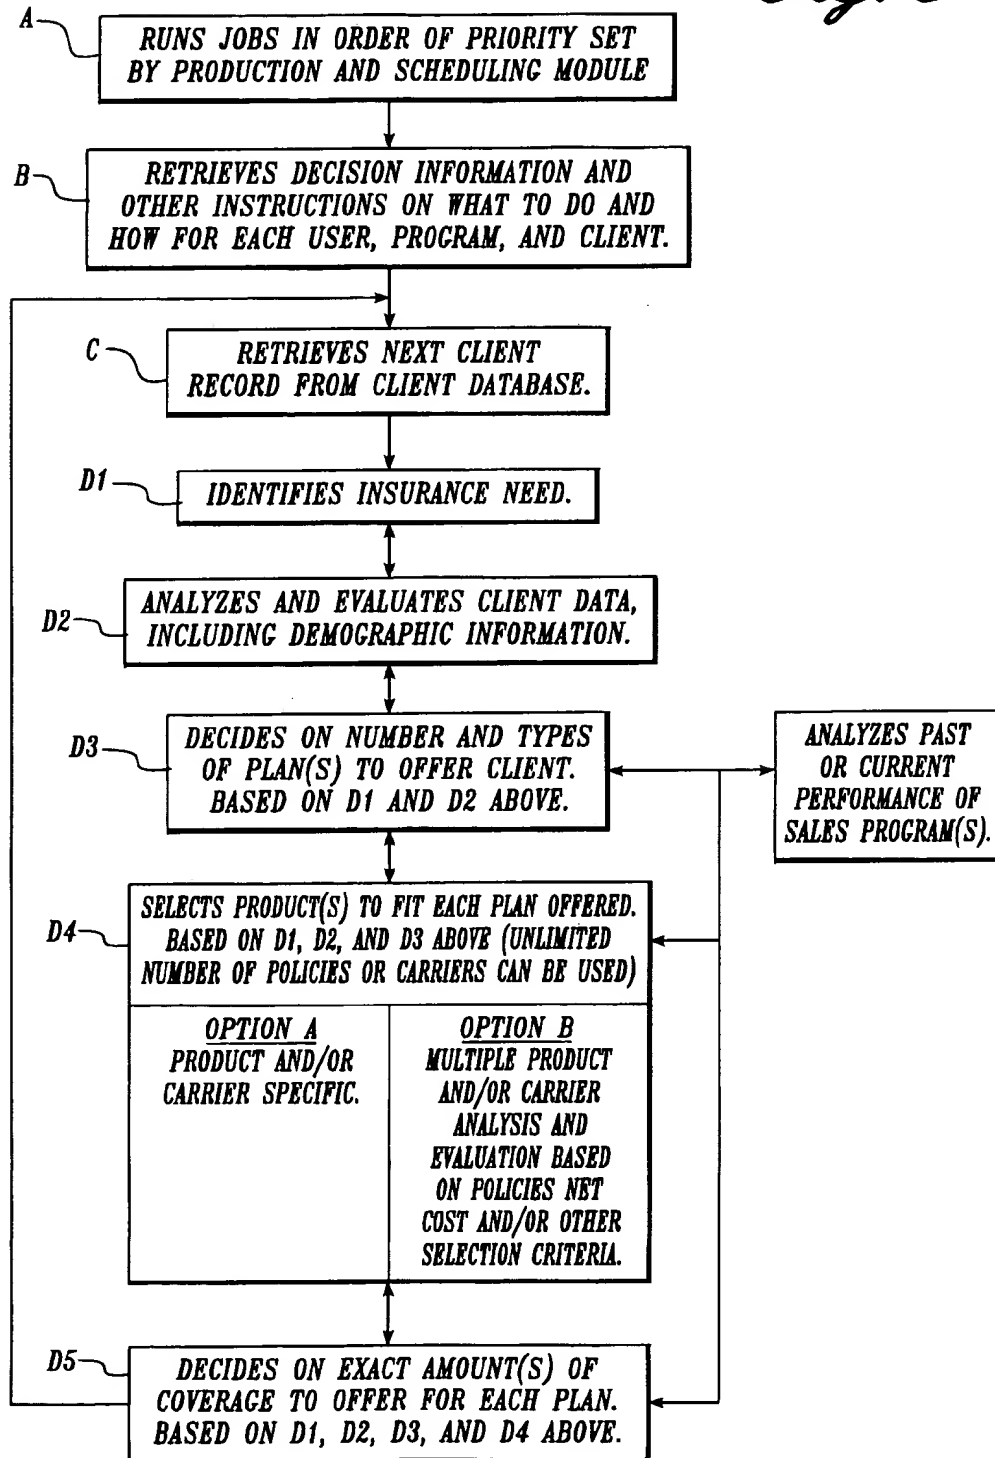 A
RUNS JOBS IN ORDER OF PRIORITY SET
BY PRODUCTION AND SCHEDULING MODULE
B
RETRIEVES DECISION INFORMATION AND
OTHER INSTRUCTIONS ON WHAT TO DO AND
HOW FOR EACH USER, PROGRAM, AND CLIENT.
C
RETRIEVES NEXT CLIENT
RECORD FROM CLIENT DATABASE.
D1
IDENTIFIES INSURANCE NEED.
D2
ANALYZES AND EVALUATES CLIENT DATA,
INCLUDING DEMOGRAPHIC INFORMATION.
D3
DECIDES ON NUMBER AND TYPES
OF PLAN(S) TO OFFER CLIENT.
BASED ON D1 AND D2 ABOVE.
ANALYZES PAST
OR CURRENT
PERFORMANCE OF
SALES PROGRAM(S).
D4
SELECTS PRODUCT(S) TO FIT EACH PLAN OFFERED.
BASED ON D1, D2, AND D3 ABOVE (UNLIMITED
NUMBER OF POLICIES OR CARRIERS CAN BE USED)
OPTION A
PRODUCT AND/OR
CARRIER SPECIFIC.
OPTION B
MULTIPLE PRODUCT
AND/OR CARRIER
ANALYSIS AND
EVALUATION BASED
ON POLICIES NET
COST AND/OR OTHER
SELECTION CRITERIA.
D5
DECIDES ON EXACT AMOUNT(S) OF
COVERAGE TO OFFER FOR EACH PLAN.
BASED ON D1, D2, D3, AND D4 ABOVE.